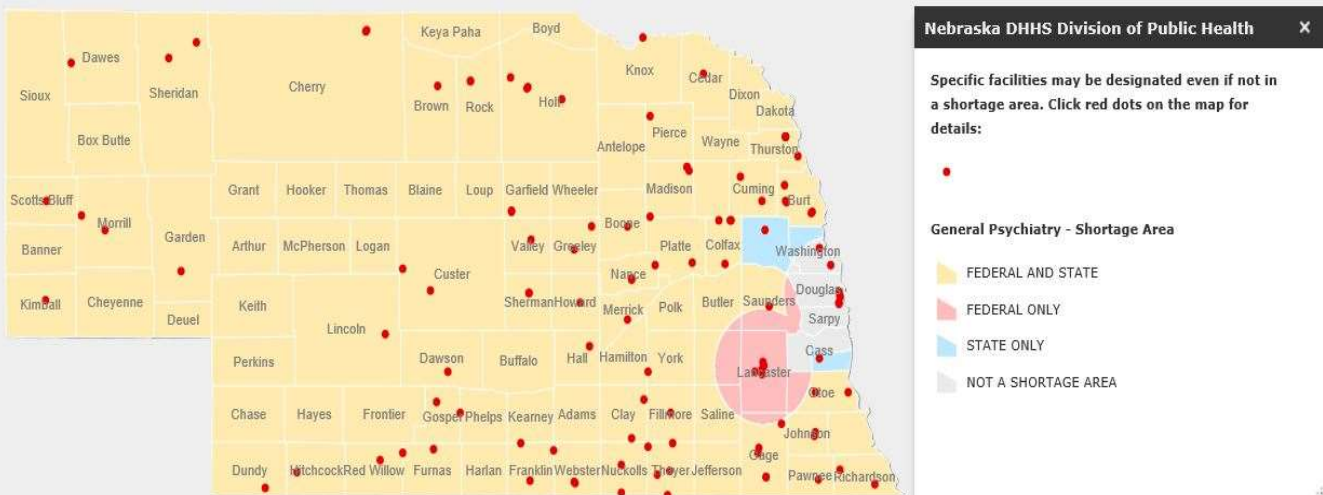 Nebraska DHHS Division of Public Health ×
Specific facilities may be designated even if not in
a shortage area. Click red dots on the map for
details:
General Psychiatry - Shortage Area
FEDERAL AND STATE
FEDERAL ONLY
STATE ONLY
NOT A SHORTAGE AREA
Keya Paha
Boyd
Dawes
Sioux
Sheridan
Cherry
Brown
Rock
Holt
Knox
Cedar
Dixon
Dakota
Box Butte
Antelope
Pierce
Wayne
Thurston
Scotts Bluff
Morrill
Grant
Hooker
Thomas
Blaine
Loup
Garfield
Wheeler
Madison
Cuming
Burt
Banner
Garden
Arthur
McPherson
Logan
Custer
Valley
Greeley
Boone
Platte
Colfax
Washington
Nance
Kimball
Cheyenne
Deuel
Keith
Lincoln
Sherman
Howard
Merrick
Polk
Butler
Saunders
Douglas
Sarpy
Perkins
Dawson
Buffalo
Hall
Hamilton
York
Lancaster
Cass
Otoe
Chase
Hayes
Frontier
Gosper
Phelps
Kearney
Adams
Clay
Fillmore
Saline
Johnson
Gage
Dundy
Hitchcock
Red Willow
Furnas
Harlan
Franklin
Webster
Nuckolls
Thayer
Jefferson
Pawnee
Richardson